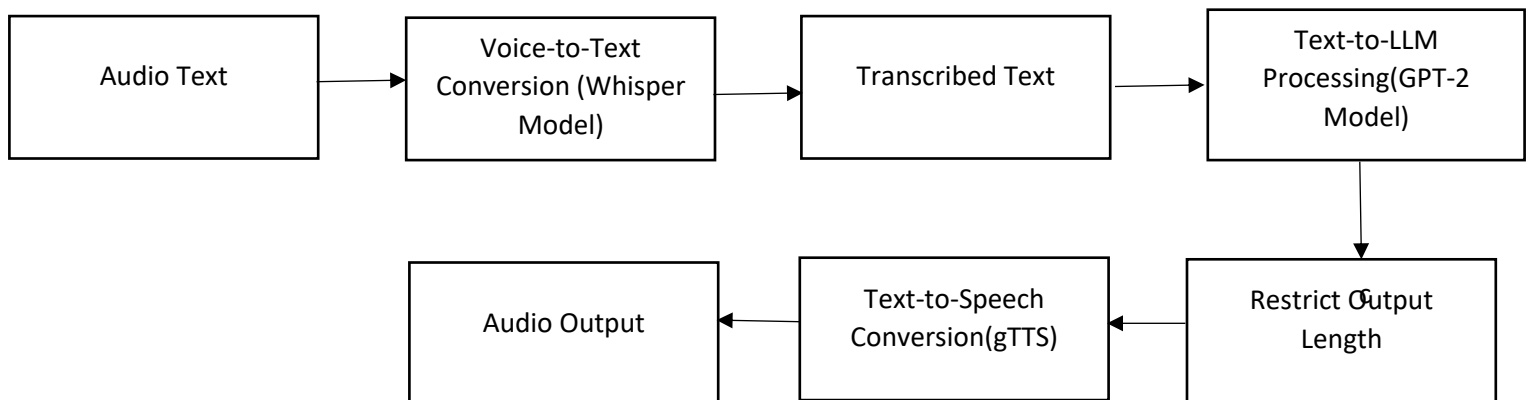 Audio Text
Voice-to-Text
Conversion (Whisper
Model)
Transcribed Text
Text-to-LLM
Processing(GPT-2
Model)
Restrict Output
Length
Text-to-Speech
Conversion(gTTS)
Audio Output